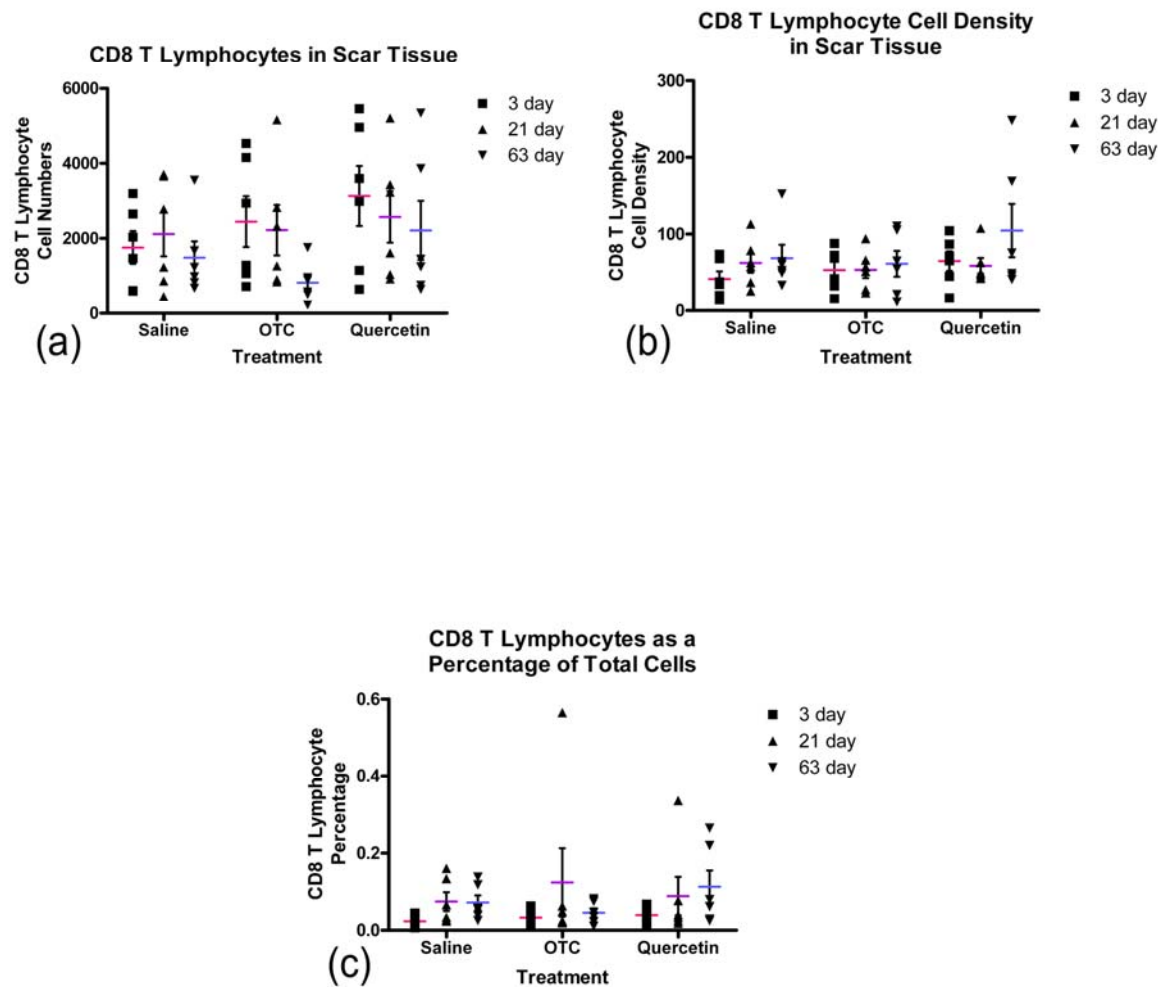 CD8 T Lymphocytes in Scar Tissue
CD8 T Lymphocyte
Cell Numbers
6000
4000
2000
0
3 day
21 day
63 day
Saline
OTC
Quercetin
Treatment
(a)
CD8 T Lymphocyte Cell Density
in Scar Tissue
CD8 T Lymphocyte
Cell Density
300
200
100
0
3 day
21 day
63 day
Saline
OTC
Quercetin
Treatment
(b)
CD8 T Lymphocytes as a
Percentage of Total Cells
CD8 T Lymphocyte
Percentage
0.6
0.4
0.2
0.0
3 day
21 day
63 day
Saline
OTC
Quercetin
Treatment
(c)